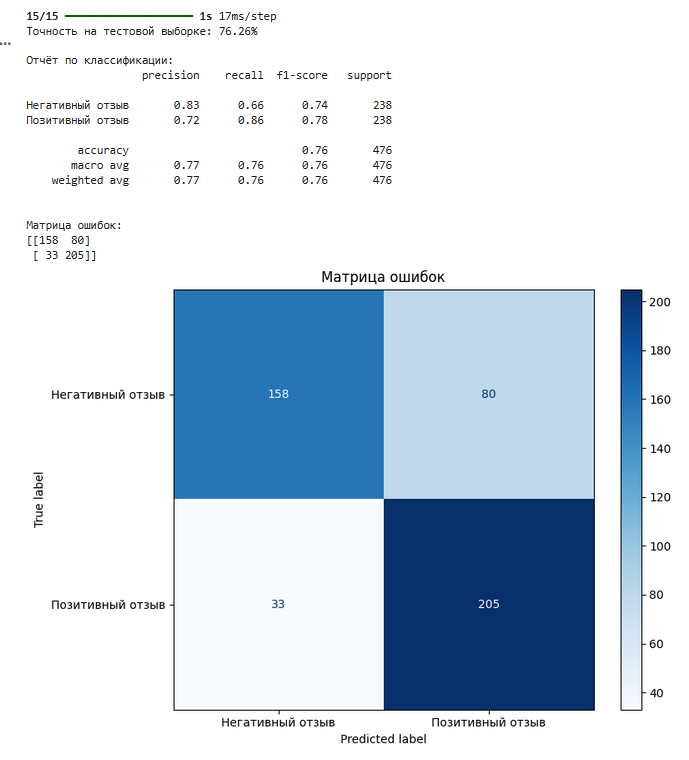 15/15 ━━━━━━━━━━━━━━━━━━━━ 1s 17ms/step
Точность на тестовой выборке: 76.26%
Отчёт по классификации:
precision recall f1-score support
Негативный отзыв 0.83 0.66 0.74 238
Позитивный отзыв 0.72 0.86 0.78 238
accuracy 0.76 476
macro avg 0.77 0.76 0.76 476
weighted avg 0.77 0.76 0.76 476
Матрица ошибок:
[[158 80]
[ 33 205]]
Матрица ошибок
200
180
160
140
120
100
80
60
40
Негативный отзыв 158 80
True label
Позитивный отзыв 33 205
Негативный отзыв Позитивный отзыв
Predicted label